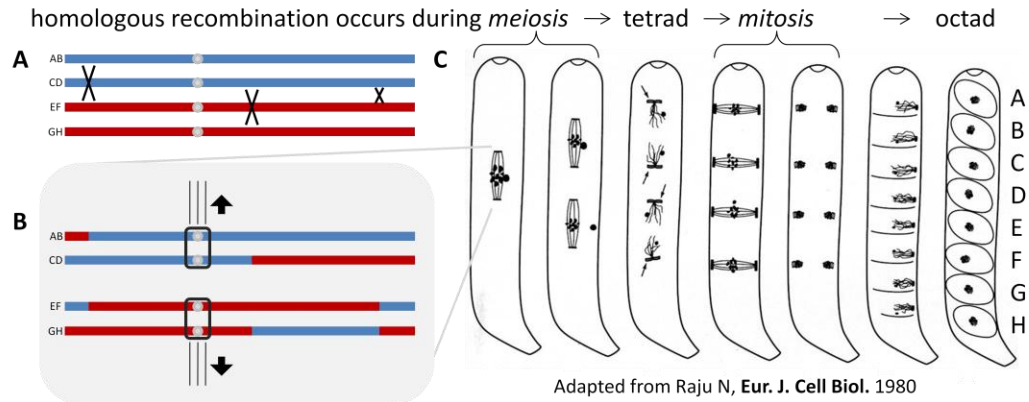 homologous recombination occurs during meiosis → tetrad → mitosis → octad
A
AB
CD
EF
GH
B
AB
CD
EF
GH
C
A
B
C
D
E
F
G
H
Adapted from Raju N, Eur. J. Cell Biol. 1980